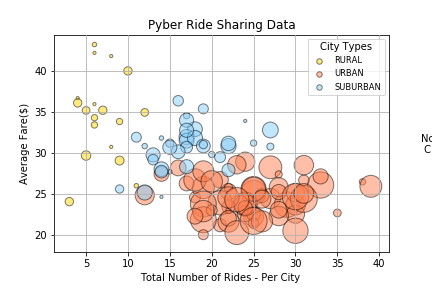 Pyber Ride Sharing Data
City Types
RURAL
URBAN
SUBURBAN
Average Fare($)
40
35
30
25
20
5
10
15
20
25
30
35
40
Total Number of Rides - Per City